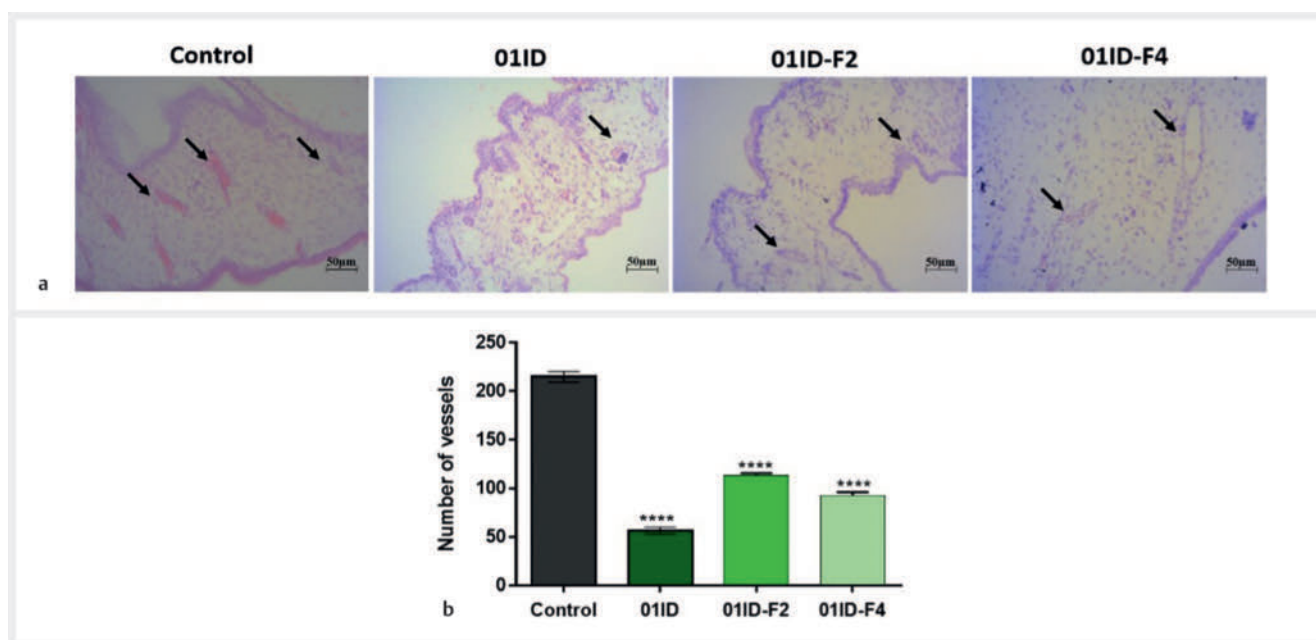 Control 01ID 01ID-F2 01ID-F4
50µm 50µm 50µm 50µm
a
250
200
150
100
50
0
Number of vessels
**** **** ****
Control 01ID 01ID-F2 01ID-F4
b